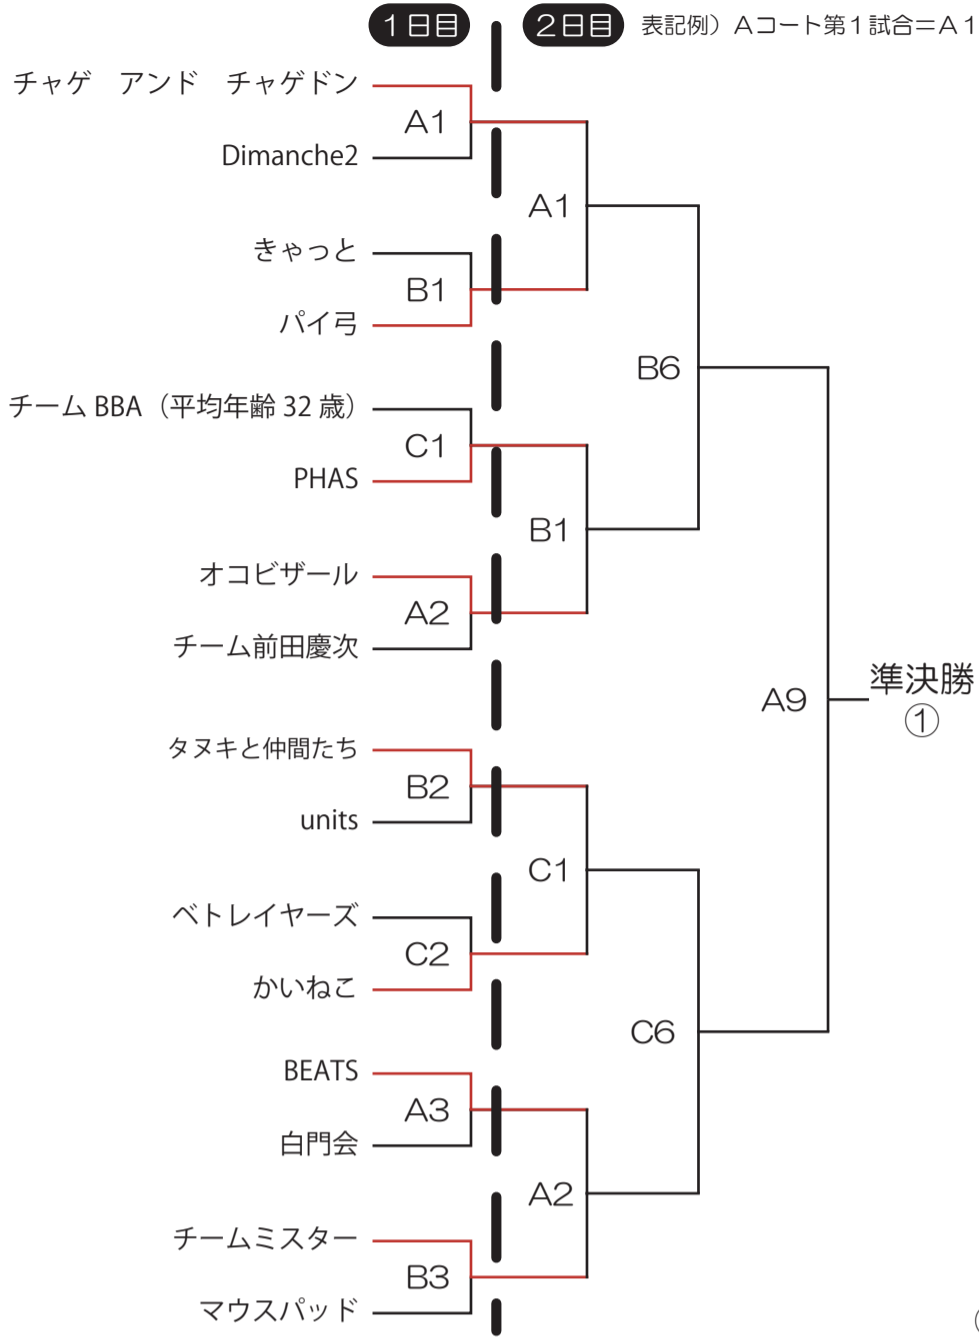 1日目
2日目
表記例）Aコート第1試合＝A1
チャゲ　アンド　チャゲドン
A1
Dimanche2
A1
きゃっと
B1
パイ弓
B6
チーム BBA（平均年齢 32 歳）
C1
PHAS
B1
オコビザール
A2
チーム前田慶次
A9
準決勝
①
タヌキと仲間たち
B2
units
C1
ベトレイヤーズ
C2
かいねこ
C6
BEATS
A3
白門会
A2
チームミスター
B3
マウスパッド